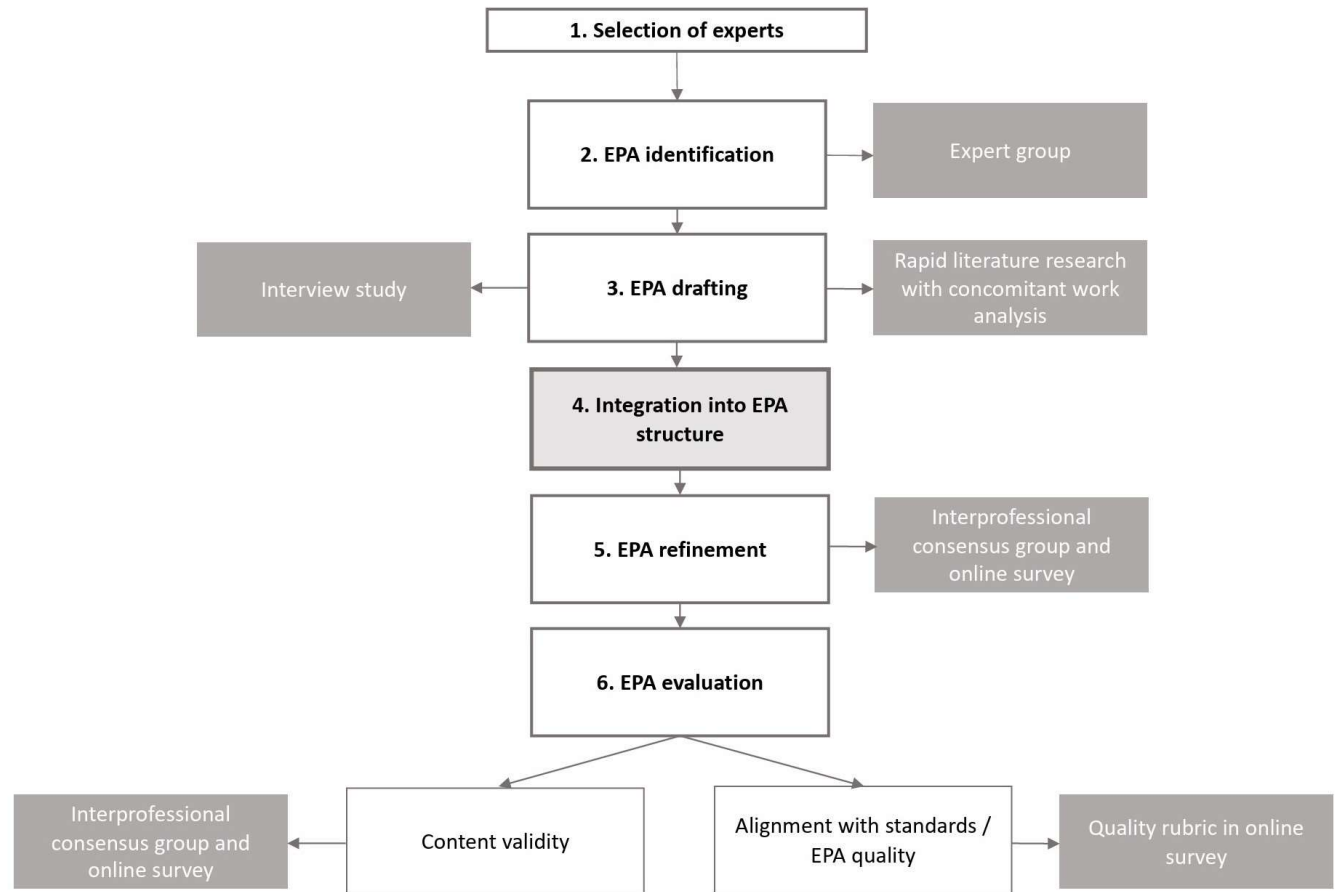 1. Selection of experts
2. EPA identification
Expert group
Interview study
3. EPA drafting
Rapid literature research
with concomitant work
analysis
4. Integration into EPA
structure
5. EPA refinement
Interprofessional
consensus group and
online survey
6. EPA evaluation
Interprofessional
consensus group and
online survey
Content validity
Alignment with standards /
EPA quality
Quality rubric in online
survey